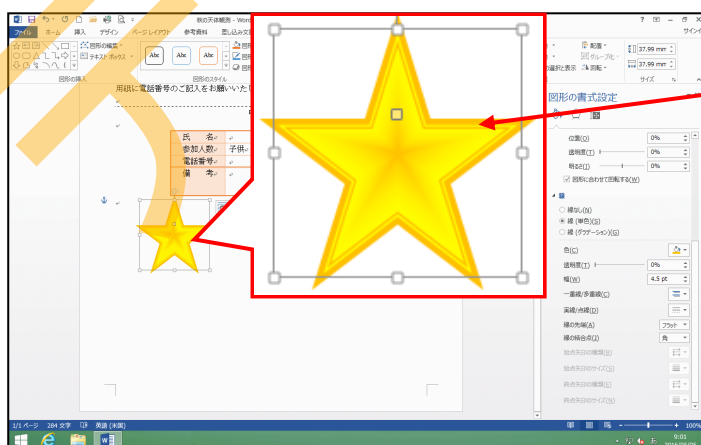 秋の天体観測 - Word
サインイ
ファイル ホーム 挿入 デザイン ページ レイアウト 参考資料 差し込み文
図形の編集
テキスト ボックス
Abc Abc Abc
図形の挿入
図形のスタイル
配置
グループ化
の選択と表示 回転
37.99 mm
37.99 mm
サイズ
用紙に電話番号のご記入をお願いいたし
氏 名
参加人数 子供
電話番号
備 考
図形の書式設定
位置(O) 0%
透明度(T) 0%
明るさ(I) 0%
図形に合わせて回転する(W)
線
線なし(N)
線 (単色)(S)
線 (グラデーション)(G)
色(C)
透明度(T) 0%
幅(W) 4.5 pt
一重線/多重線(C)
実線/点線(D)
線の先端(A) フラット
線の結合点(J) 角
始点矢印の種類(B)
始点矢印のサイズ(S)
終点矢印の種類(E)
終点矢印のサイズ(N)
1/1 ページ 284 文字 英語 (米国)
100%
9:01